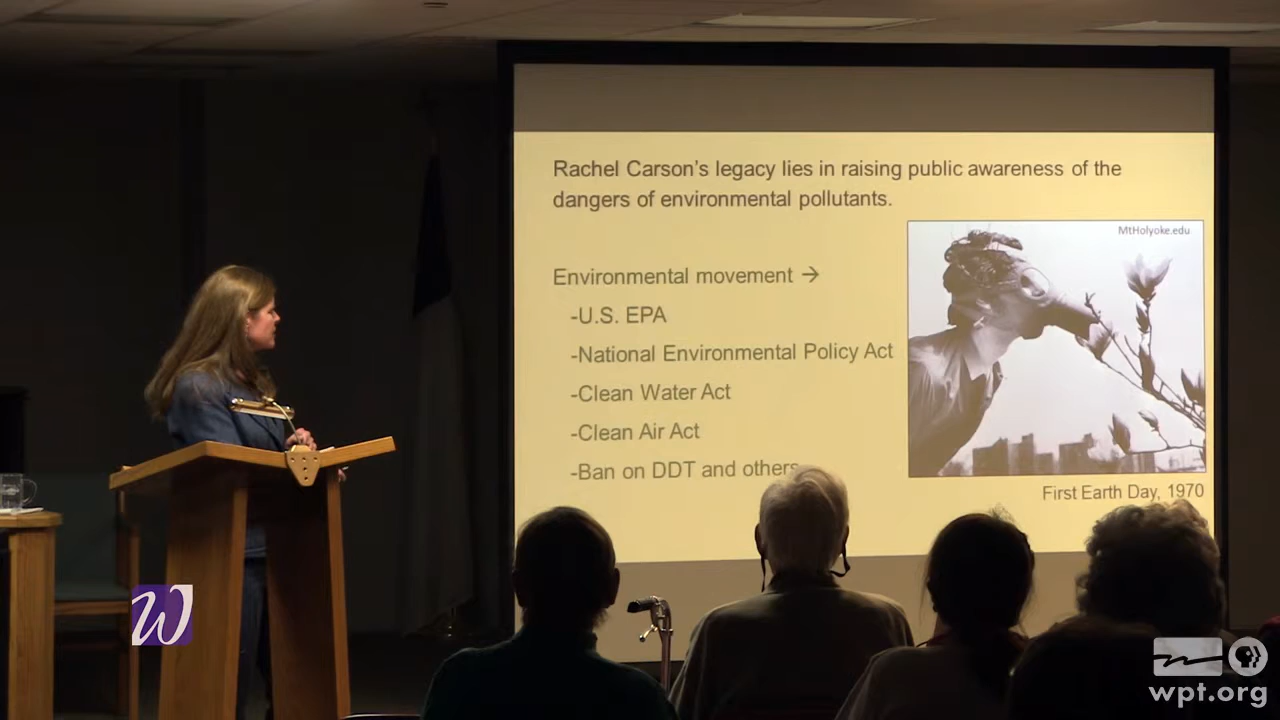 Rachel Carson's legacy lies in raising public awareness of the
dangers of environmental pollutants.
MtHolyoke.edu
Environmental movement →
-U.S. EPA
-National Environmental Policy Act
-Clean Water Act
-Clean Air Act
-Ban on DDT and others
First Earth Day, 1970
W
wpt.org